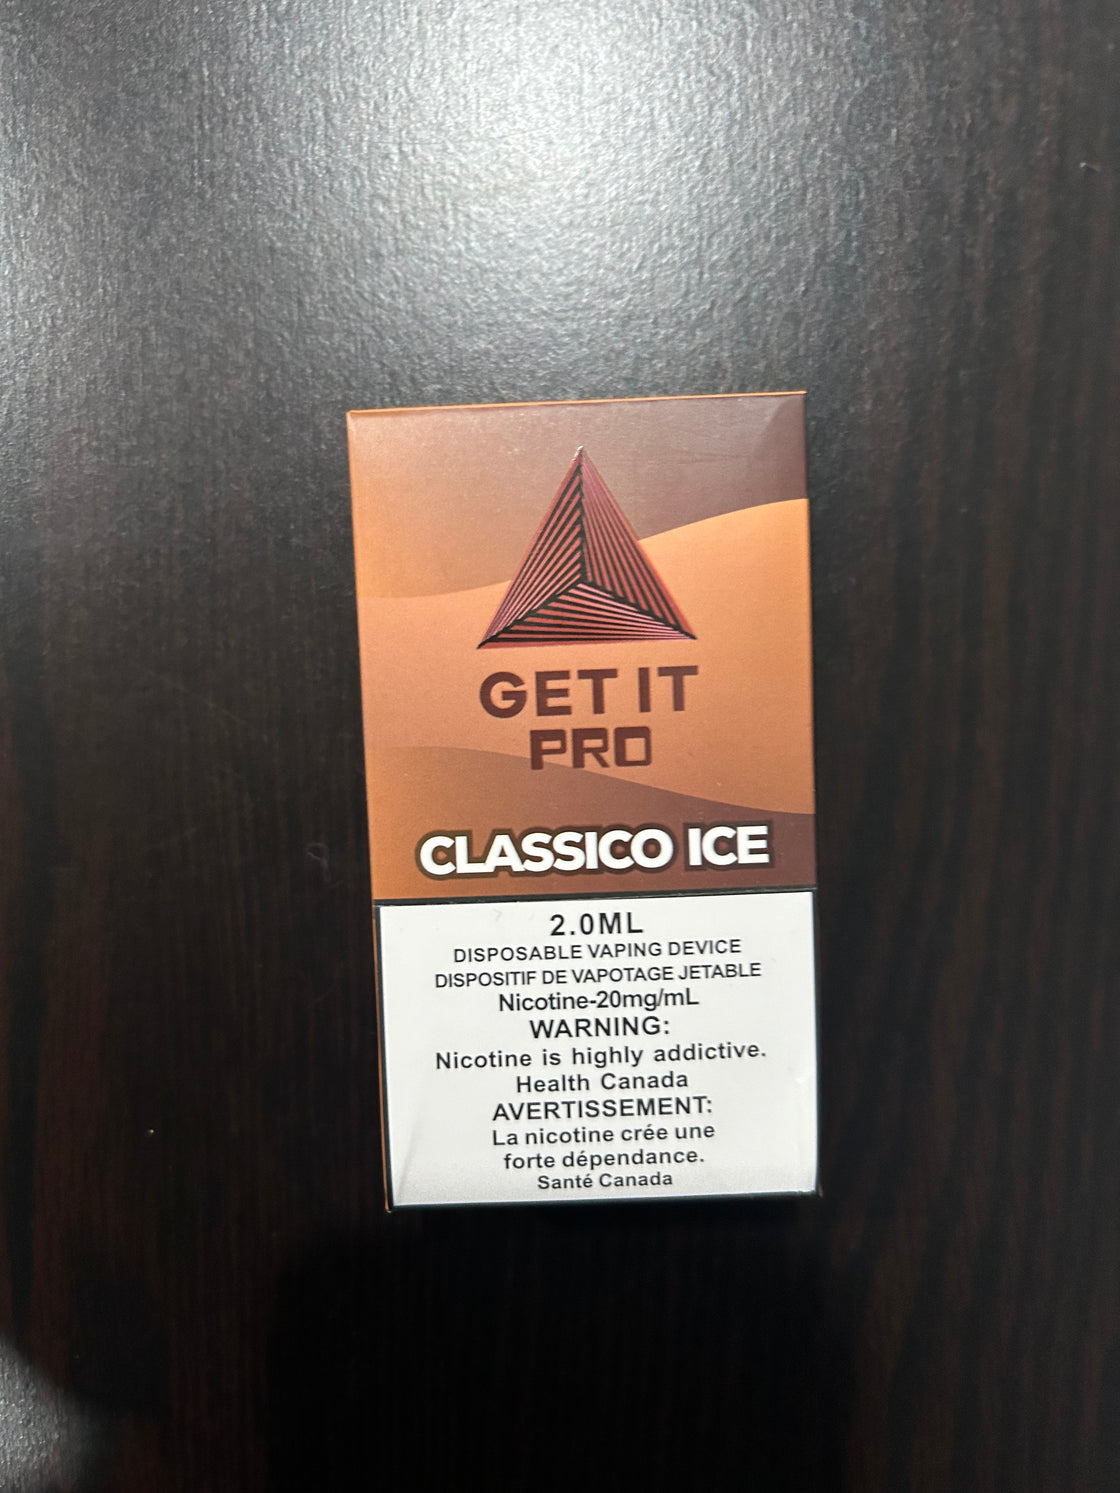 GET IT
PRO
CLASSICO ICE
2.0ML
DISPOSABLE VAPING DEVICE
DISPOSITIF DE VAPOTAGE JETABLE
Nicotine-20mg/mL
WARNING:
Nicotine is highly addictive.
Health Canada
AVERTISSEMENT:
La nicotine crée une
forte dépendance.
Santé Canada